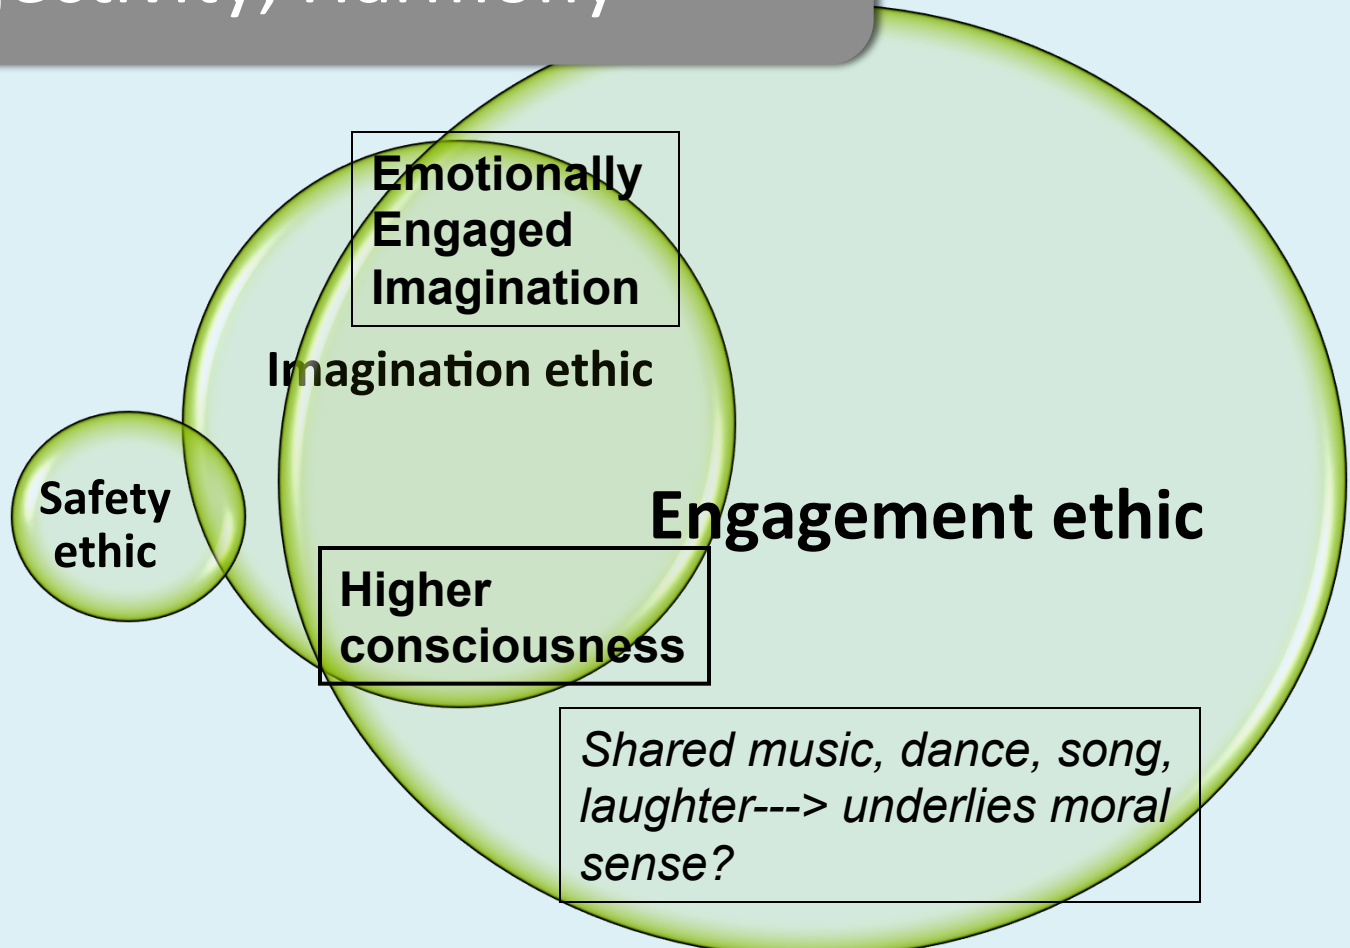 Harmony
Emotionally
Engaged
Imagination
Imagination ethic
Safety
ethic
Engagement ethic
Higher
consciousness
Shared music, dance, song,
laughter---> underlies moral
sense?